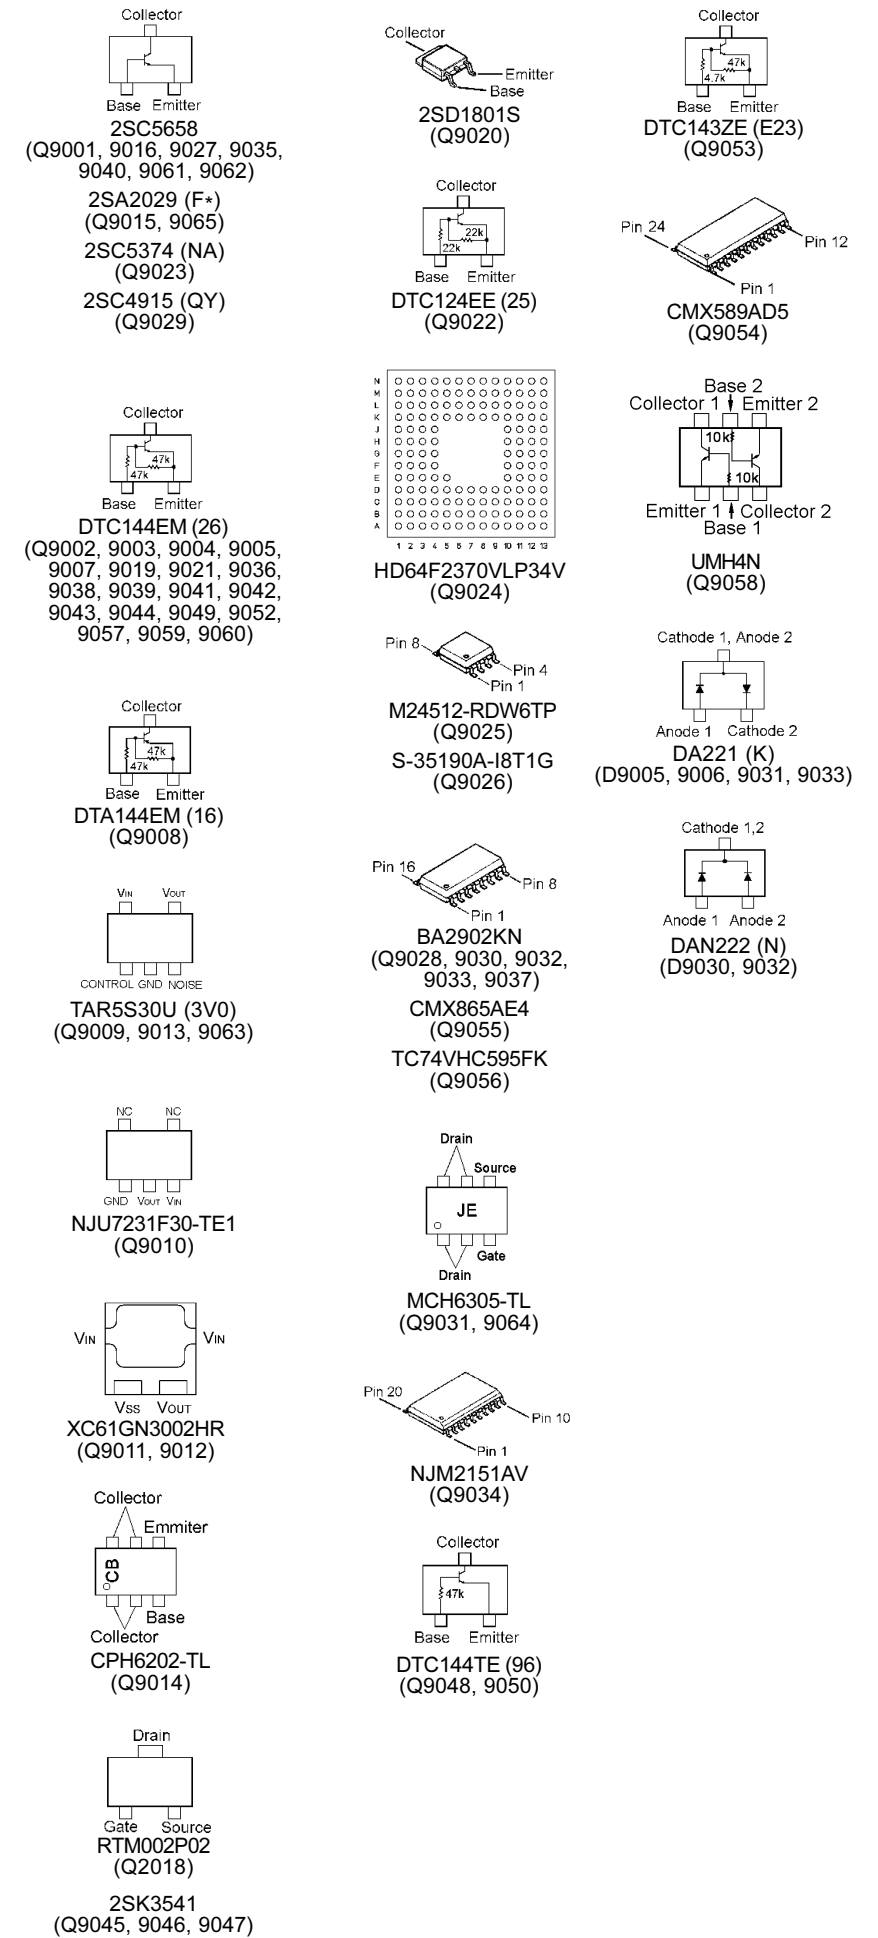 Collector
Base Emitter
2SC5658
(Q9001, 9016, 9027, 9035,
9040, 9061, 9062)
2SA2029 (F*)
(Q9015, 9065)
2SC5374 (NA)
(Q9023)
2SC4915 (QY)
(Q9029)
Collector
47k
47k
Base Emitter
DTC144EM (26)
(Q9002, 9003, 9004, 9005,
9007, 9019, 9021, 9036,
9038, 9039, 9041, 9042,
9043, 9044, 9049, 9052,
9057, 9059, 9060)
Collector
47k
47k
Base Emitter
DTA144EM (16)
(Q9008)
VIN VOUT
CONTROL GND NOISE
TAR5S30U (3V0)
(Q9009, 9013, 9063)
NC NC
GND VOUT VIN
NJU7231F30-TE1
(Q9010)
VIN VIN
VSS VOUT
XC61GN3002HR
(Q9011, 9012)
Collector
Emmiter
CB
Base
Collector
CPH6202-TL
(Q9014)
Drain
Gate Source
RTM002P02
(Q2018)
2SK3541
(Q9045, 9046, 9047)
Collector
Emitter
Base
2SD1801S
(Q9020)
Collector
22k
22k
Base Emitter
DTC124EE (25)
(Q9022)
N
M
L
K
J
H
G
F
E
D
C
B
A
1 2 3 4 5 6 7 8 9 10 11 12 13
HD64F2370VLP34V
(Q9024)
Pin 8
Pin 4
Pin 1
M24512-RDW6TP
(Q9025)
S-35190A-I8T1G
(Q9026)
Pin 16
Pin 8
Pin 1
BA2902KN
(Q9028, 9030, 9032,
9033, 9037)
CMX865AE4
(Q9055)
TC74VHC595FK
(Q9056)
Drain
Source
JE
Gate
Drain
MCH6305-TL
(Q9031, 9064)
Pin 20
Pin 10
Pin 1
NJM2151AV
(Q9034)
Collector
47k
Base Emitter
DTC144TE (96)
(Q9048, 9050)
Collector
47k
4.7k
Base Emitter
DTC143ZE (E23)
(Q9053)
Pin 24
Pin 12
Pin 1
CMX589AD5
(Q9054)
Base 2
Collector 1 Emitter 2
10k
10k
Emitter 1 Collector 2
Base 1
UMH4N
(Q9058)
Cathode 1, Anode 2
Anode 1 Cathode 2
DA221 (K)
(D9005, 9006, 9031, 9033)
Cathode 1,2
Anode 1 Anode 2
DAN222 (N)
(D9030, 9032)